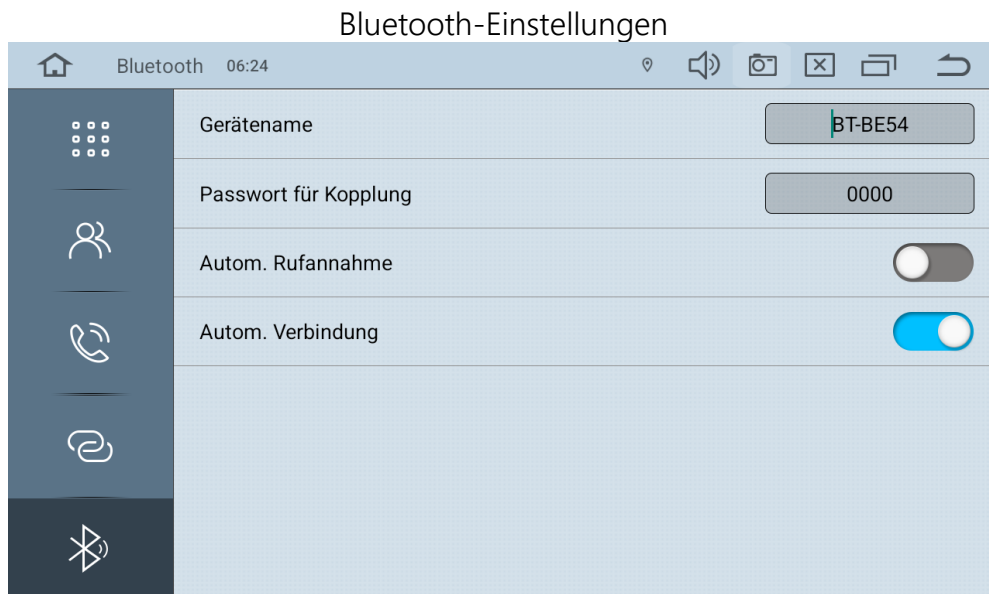 Bluetooth-Einstellungen
Bluetooth 06:24
Gerätename BT-BE54
Passwort für Kopplung 0000
Autom. Rufannahme
Autom. Verbindung